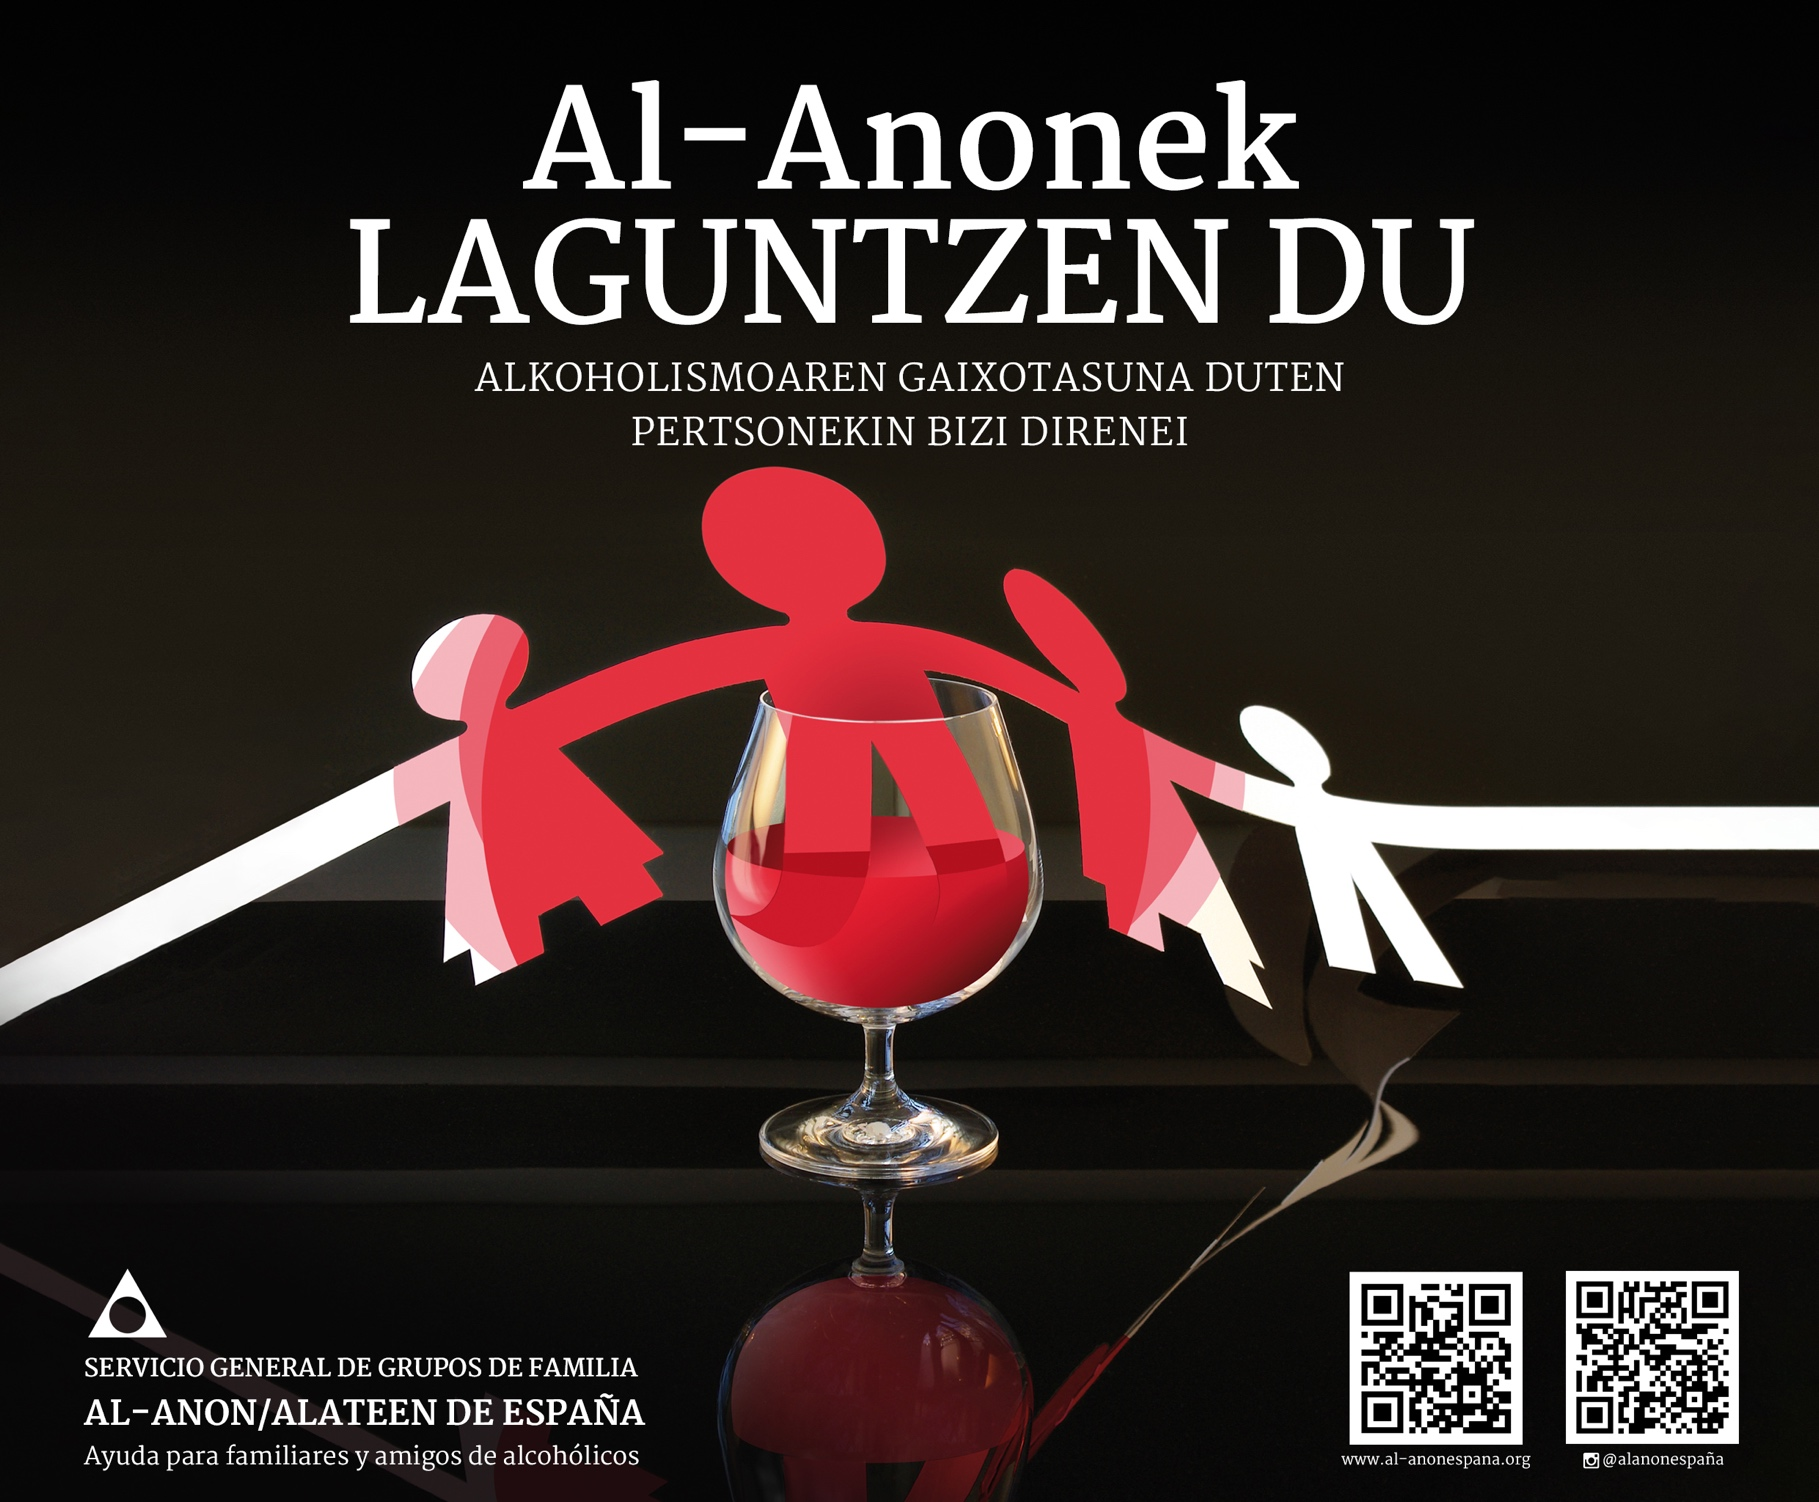 Al-Anonek
LAGUNTZEN DU
ALKOHOLISMOAREN GAIXOTASUNA DUTEN
PERTSONEKIN BIZI DIRENEI
SERVICIO GENERAL DE GRUPOS DE FAMILIA
AL-ANON/ALATEEN DE ESPAÑA
Ayuda para familiares y amigos de alcohólicos
www.al-anonespana.org
@alanonespaña